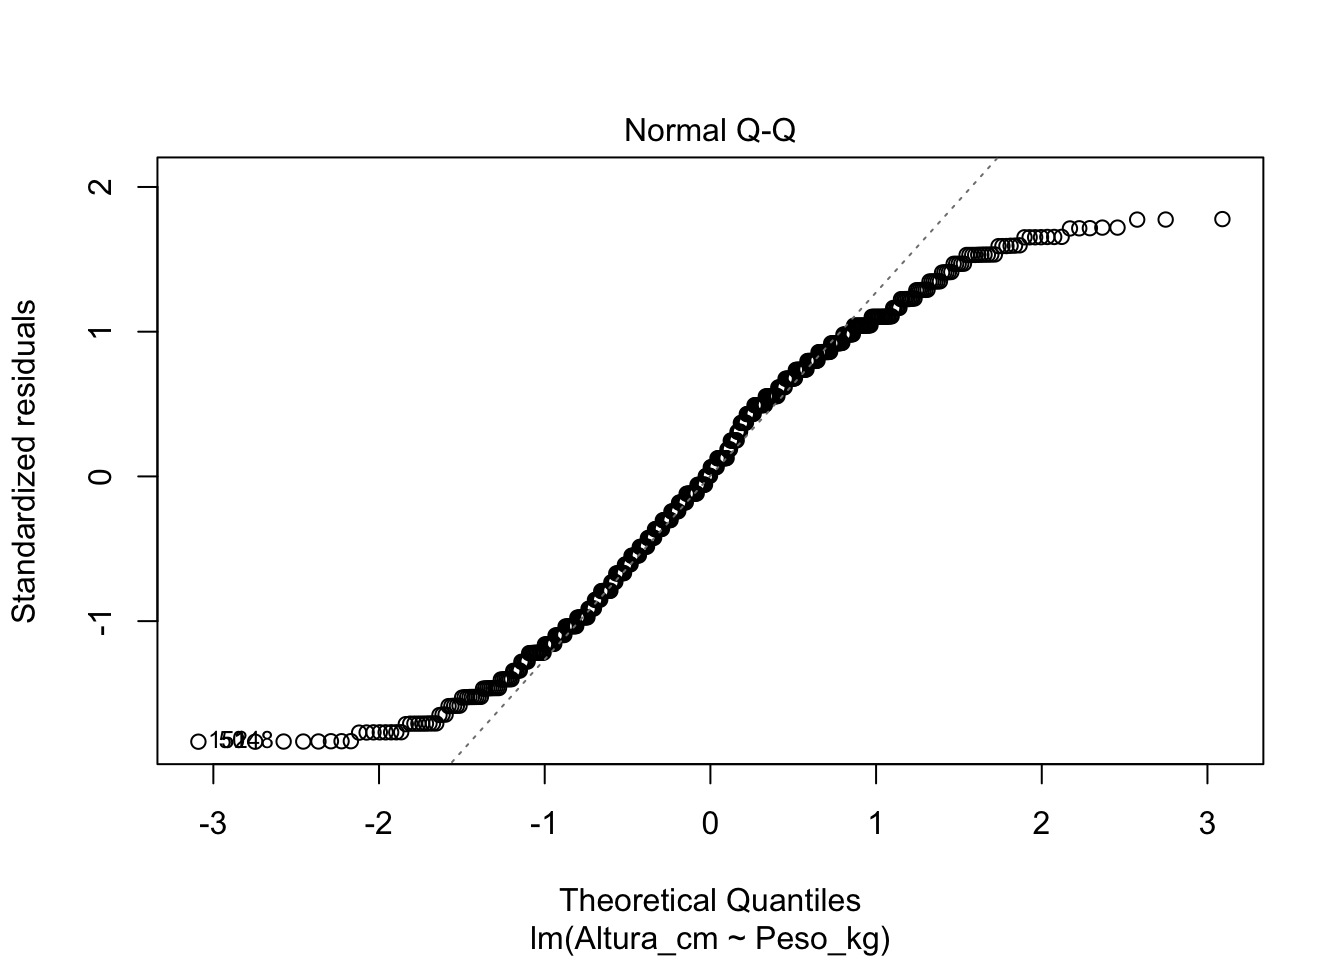 Normal Q-Q
Standardized residuals
2
1
0
-1
-3
-2
-1
0
1
2
3
Theoretical Quantiles
lm(Altura_cm ~ Peso_kg)